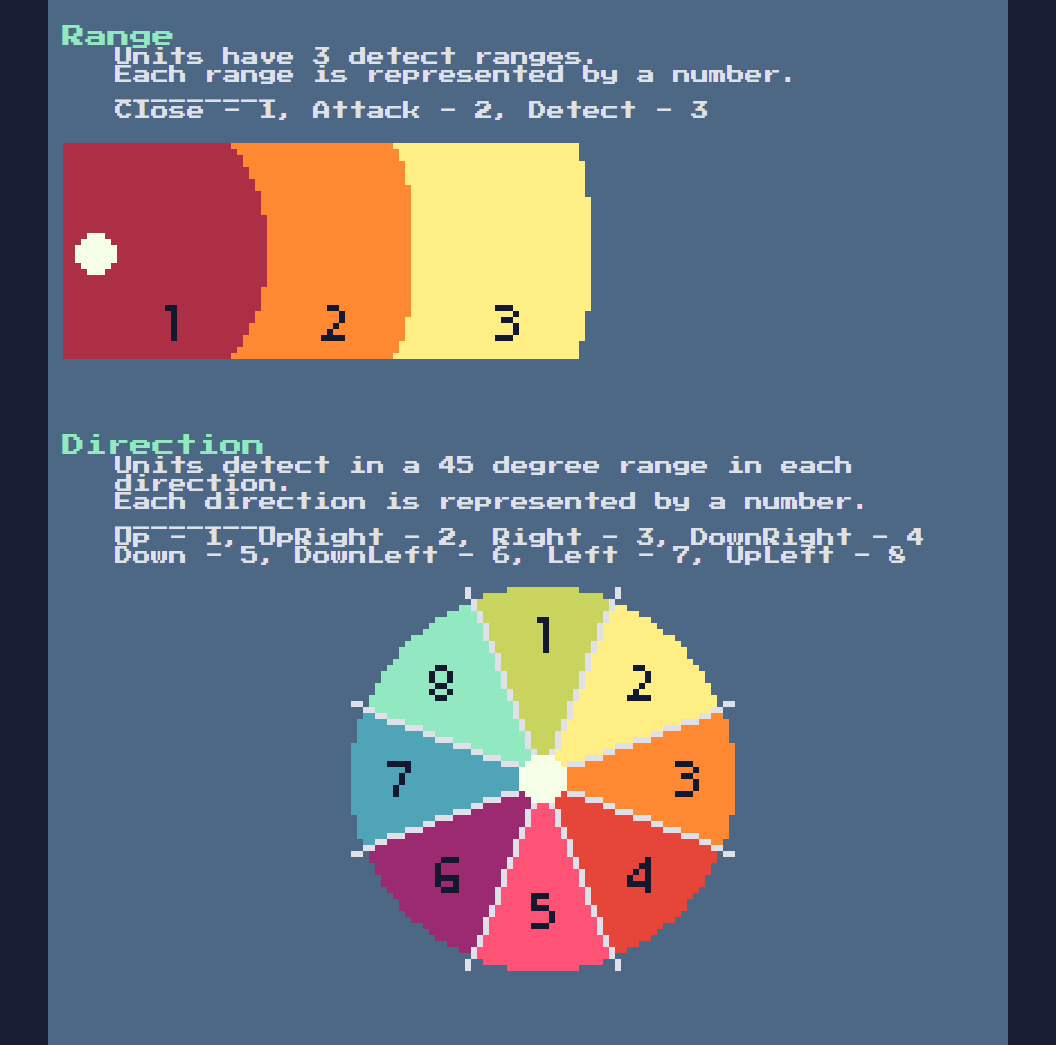 Range
Units have 3 detect ranges.
Each range is represented by a number.
_________
Close - 1, Attack - 2, Detect - 3
1 2 3
Direction
Units detect in a 45 degree range in each
direction.
Each direction is represented by a number.
_________
Up - 1, UpRight - 2, Right - 3, DownRight - 4
Down - 5, DownLeft - 6, Left - 7, UpLeft - 8
1
8 2
7 3
6 4
5